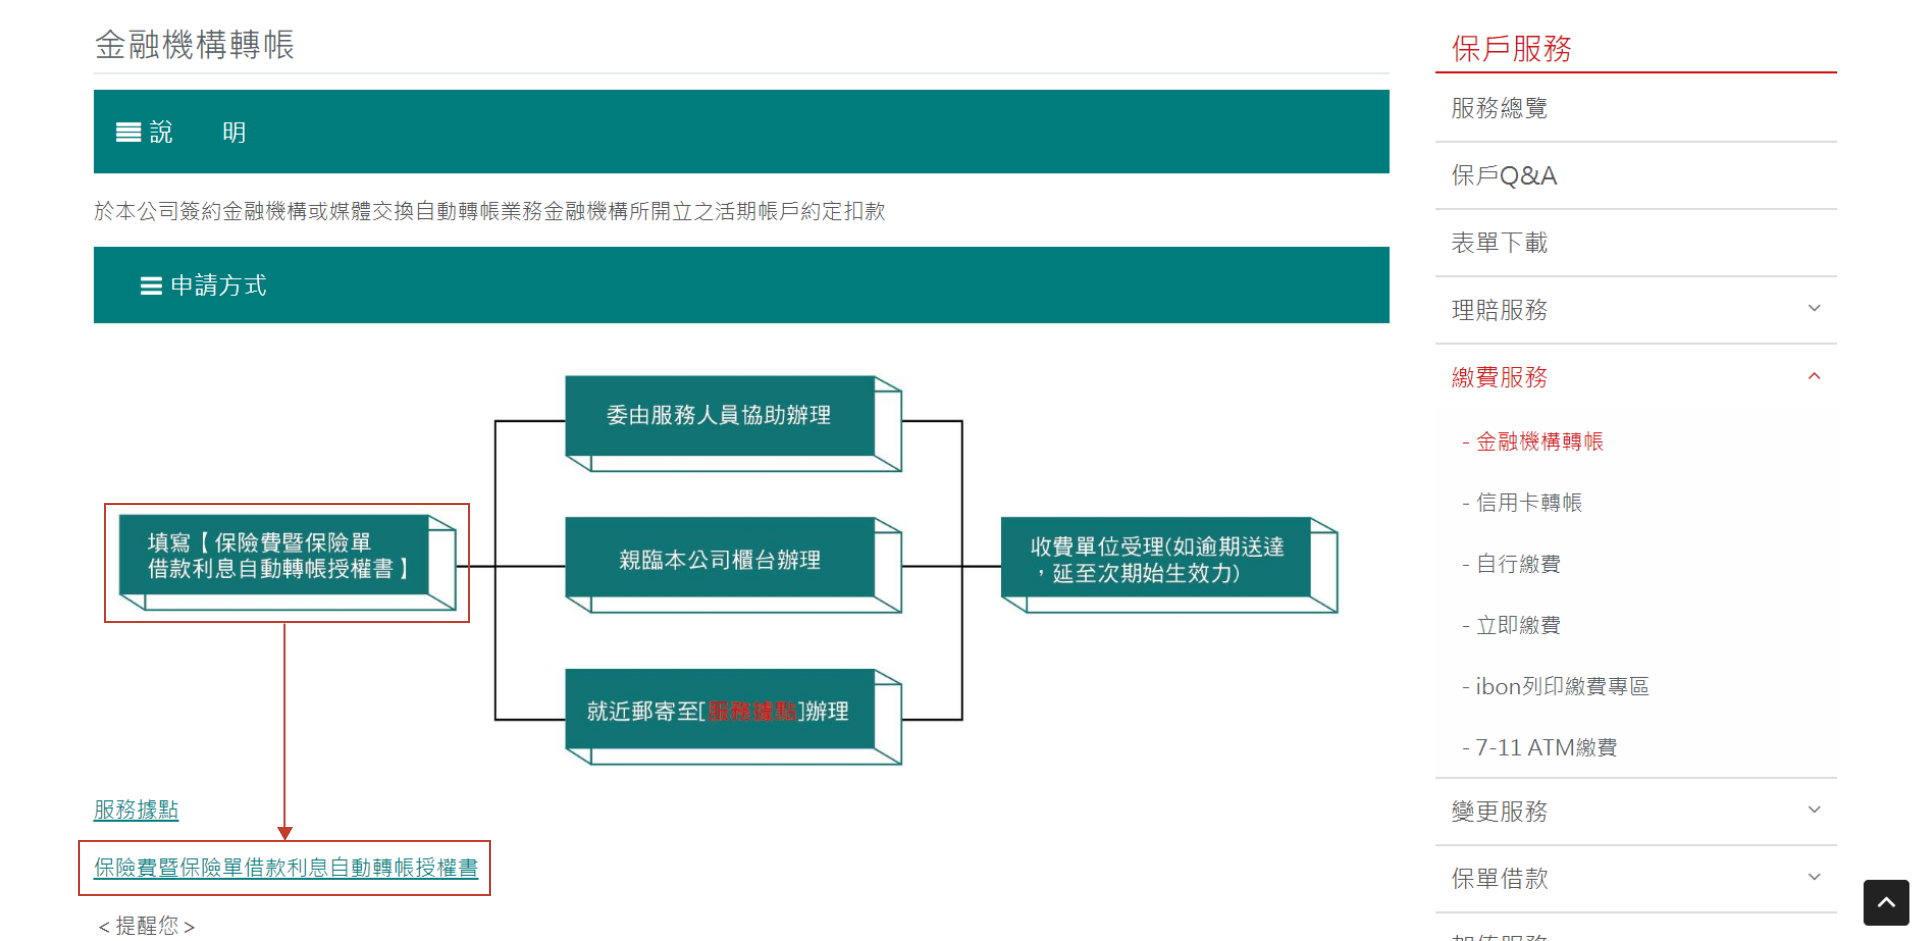 金融機構轉帳
說 明
於本公司簽約金融機構或媒體交換自動轉帳業務金融機構所開立之活期帳戶約定扣款
申請方式
委由服務人員協助辦理
填寫【保險費暨保險單
借款利息自動轉帳授權書】
親臨本公司櫃台辦理
收費單位受理(如逾期送達
，延至次期始生效力)
就近郵寄至[服務據點]辦理
服務據點
保險費暨保險單借款利息自動轉帳授權書
<提醒您>
保戶服務
服務總覽
保戶Q&A
表單下載
理賠服務
繳費服務
- 金融機構轉帳
- 信用卡轉帳
- 自行繳費
- 立即繳費
- ibon列印繳費專區
- 7-11 ATM繳費
變更服務
保單借款